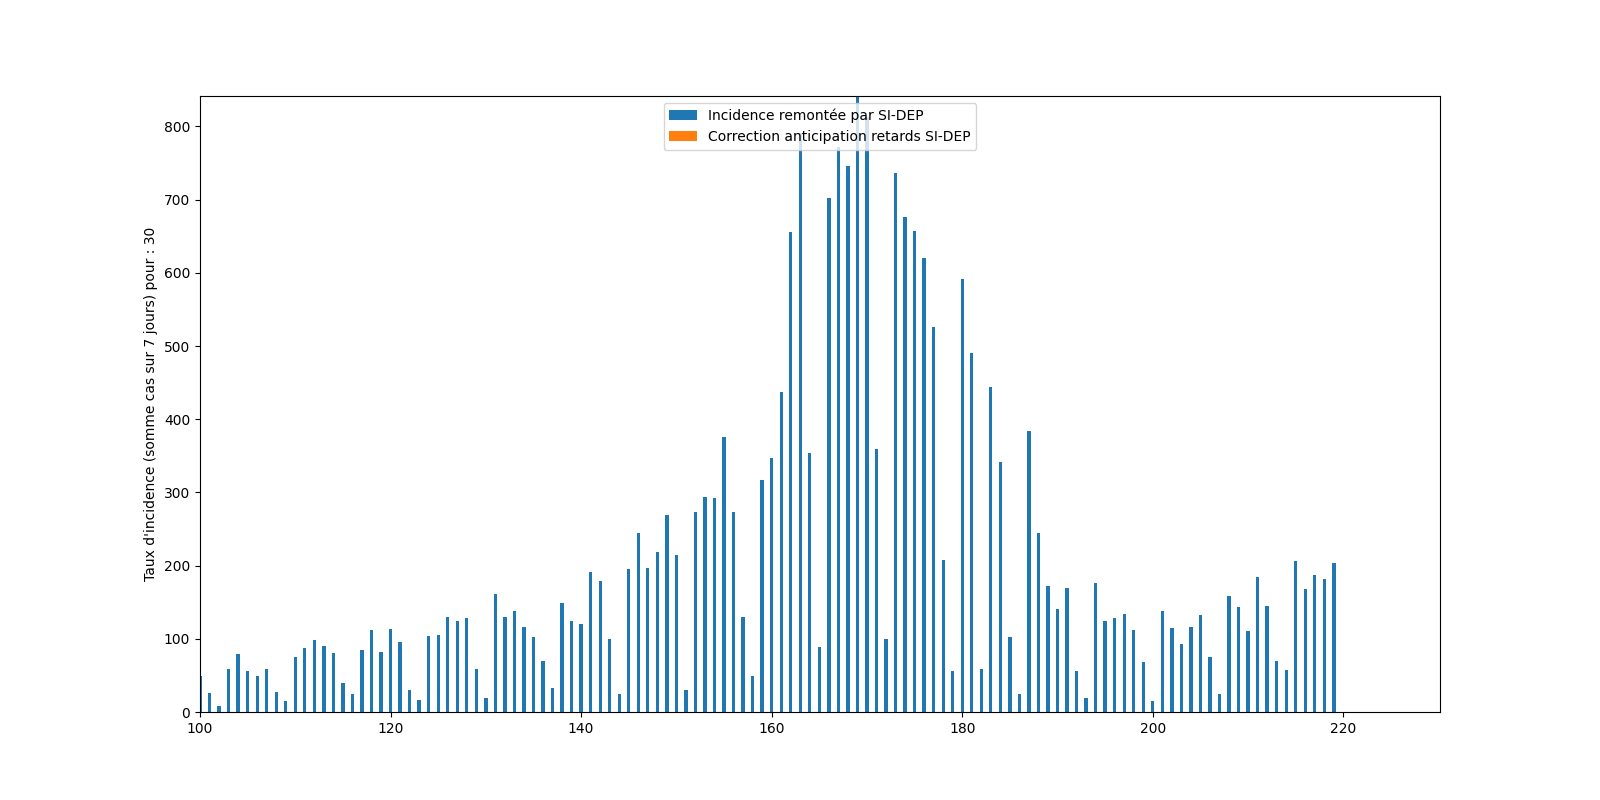 Incidence remontée par SI-DEP
Correction anticipation retards SI-DEP
Taux d'incidence (somme cas sur 7 jours) pour : 30
800
700
600
500
400
300
200
100
0
100 120 140 160 180 200 220